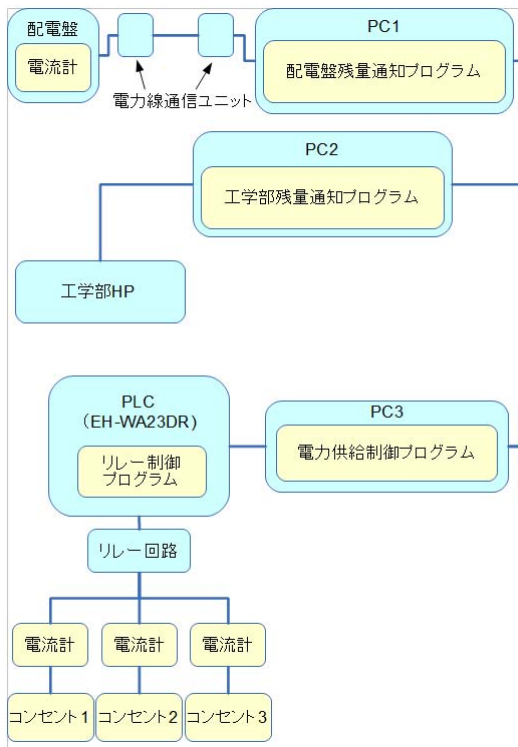 配電盤
電流計
電力線通信ユニット
PC1
配電盤残量通知プログラム
PC2
工学部残量通知プログラム
工学部HP
PLC
(EH-WA23DR)
リレー制御
プログラム
PC3
電力供給制御プログラム
リレー回路
電流計
電流計
電流計
コンセント1
コンセント2
コンセント3